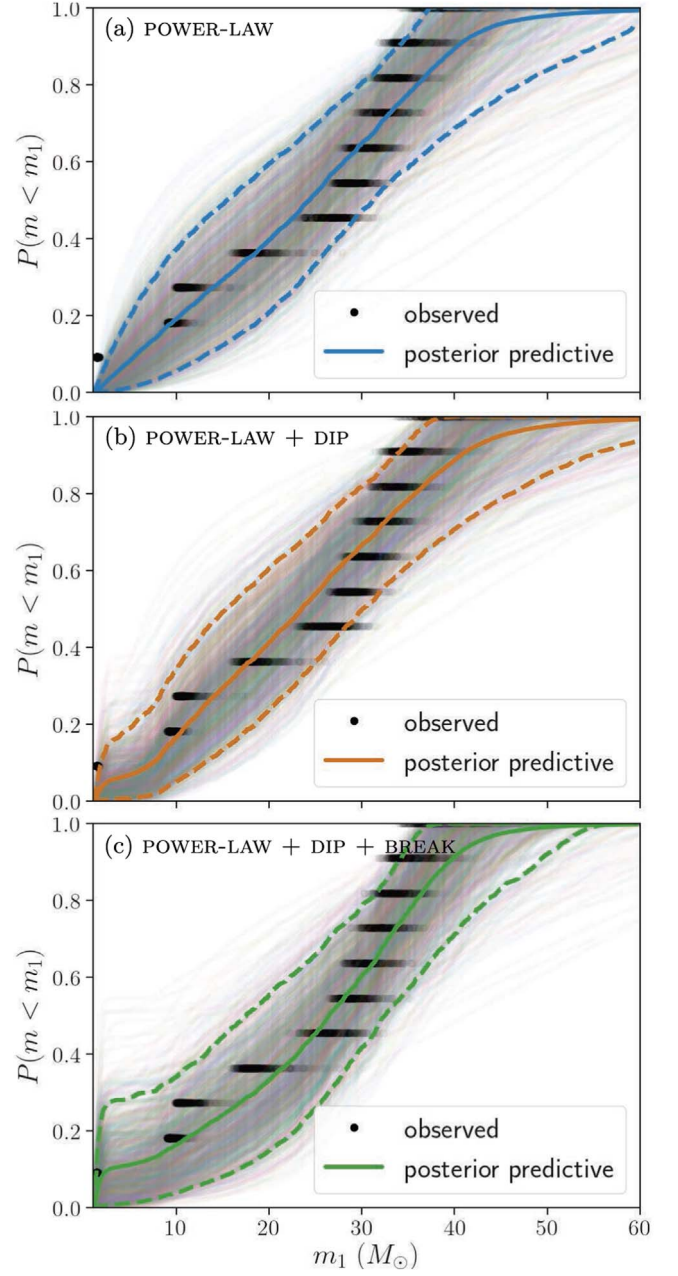 (a) POWER-LAW
1.0
0.8
0.6
0.4
0.2
0.0
P(m < m₁)
observed
posterior predictive
(b) POWER-LAW + DIP
1.0
0.8
0.6
0.4
0.2
0.0
P(m < m₁)
observed
posterior predictive
(c) POWER-LAW + DIP + BREAK
1.0
0.8
0.6
0.4
0.2
0.0
P(m < m₁)
observed
posterior predictive
10 20 30 40 50 60
m₁ (M⊙)